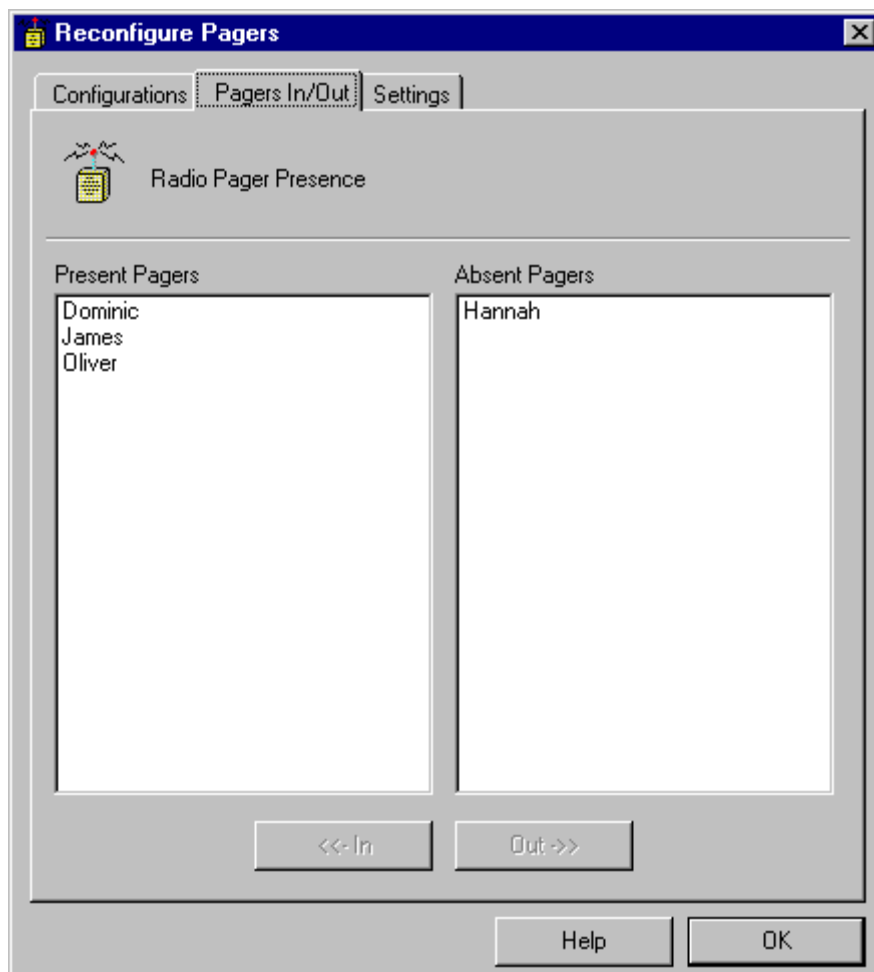 Reconfigure Pagers
Configurations Pagers In/Out Settings
Radio Pager Presence
Present Pagers
Dominic
James
Oliver
Absent Pagers
Hannah
<<- In Out ->>
Help OK